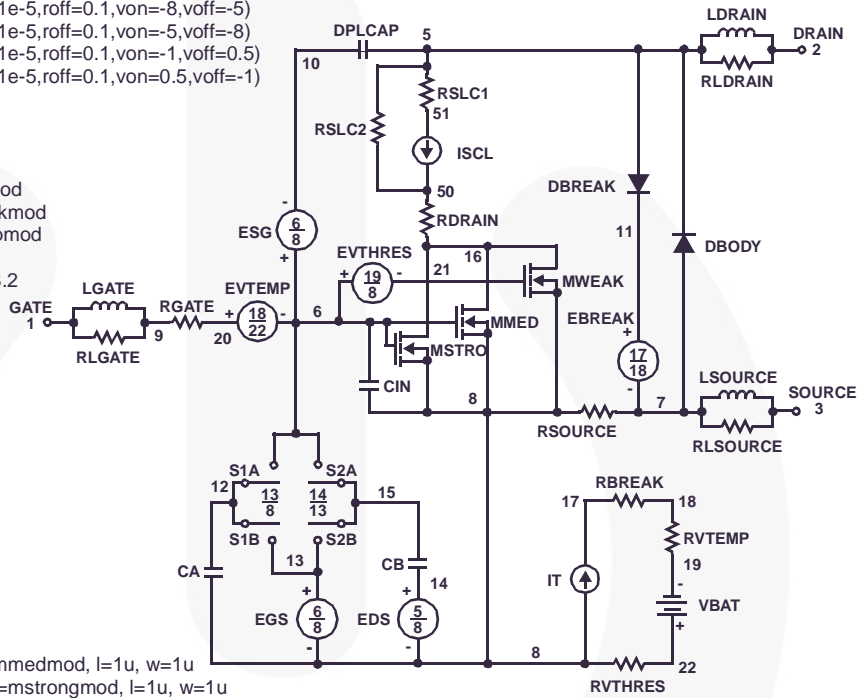 1e-5,roff=0.1,von=-8,voff=-5)
1e-5,roff=0.1,von=-5,voff=-8)
1e-5,roff=0.1,von=-1,voff=0.5)
1e-5,roff=0.1,von=0.5,voff=-1)
LDRAIN
DRAIN
2
RLDRAIN
DPLCAP
5
10
RSLC1
51
RSLC2
ISCL
50
RDRAIN
DBREAK
11
DBODY
-
ESG
6
8
+
EVTHRES
+
19
8
-
21
16
MWEAK
od
kmod
omod
3.2
GATE
1
LGATE
RLGATE
9
RGATE
20
EVTEMP
+
18
22
-
6
MMED
MSTRO
CIN
8
EBREAK
+
17
18
-
7
RSOURCE
LSOURCE
SOURCE
3
RLSOURCE
12
S1A
S2A
13
8
14
13
15
S1B
S2B
13
CA
CB
14
+
EGS
6
8
-
+
EDS
5
8
-
8
RBREAK
17
18
RVTEMP
19
IT
-
VBAT
+
22
RVTHRES
mmedmod, l=1u, w=1u
=mstrongmod, l=1u, w=1u